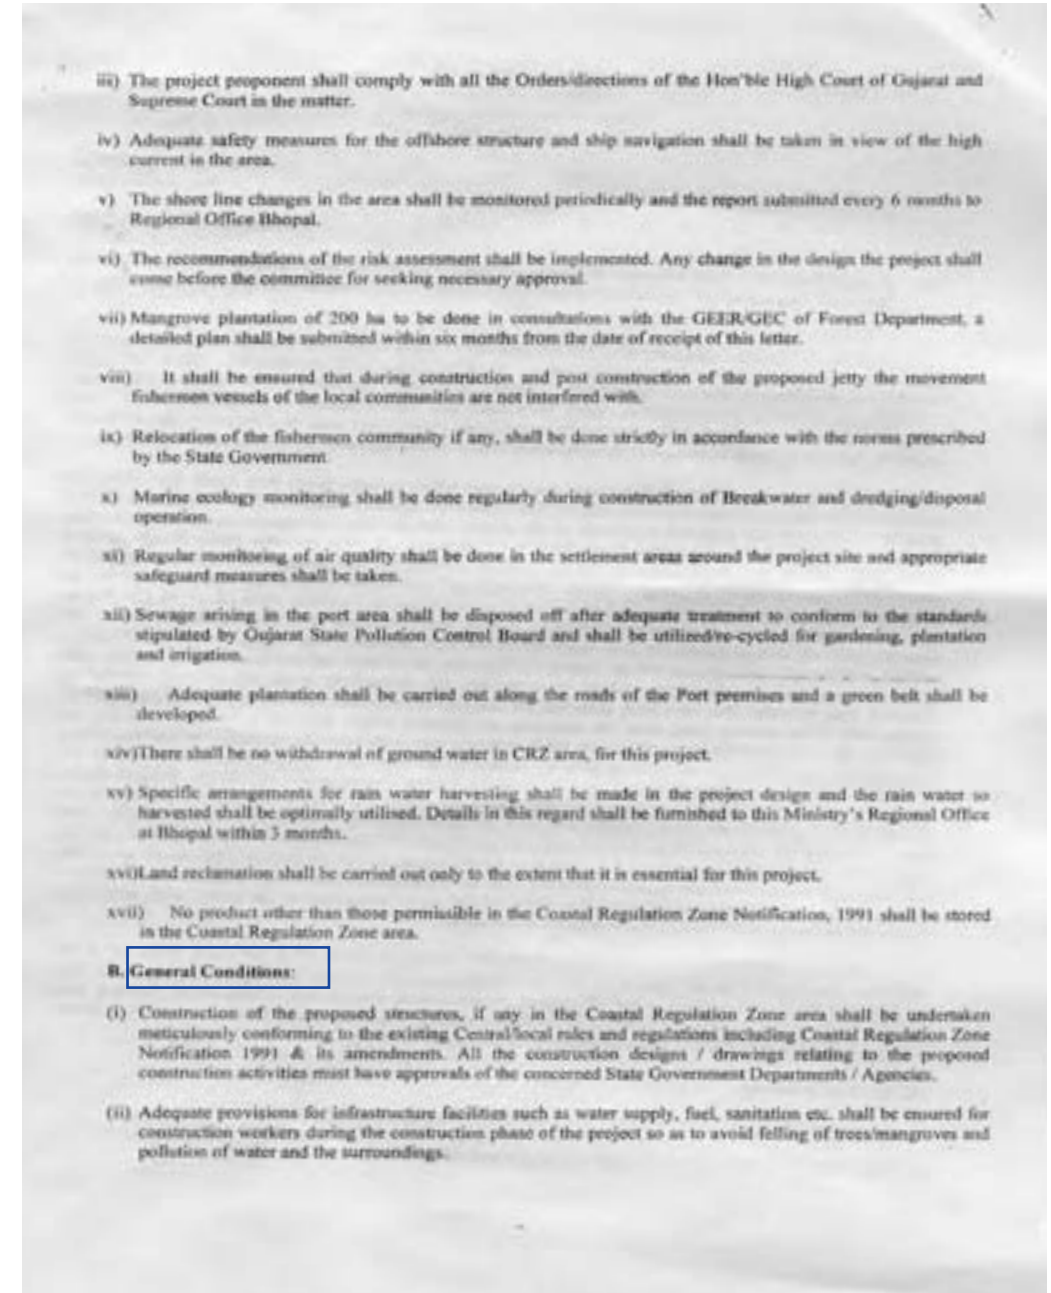 iii) The project proponent shall comply with all the Orders/directions of the Hon'ble High Court of Gujarat and
Supreme Court in the matter.
iv) Adequate safety measures for the offshore structure and ship navigation shall be taken in view of the high
current in the area.
v) The shore line changes in the area shall be monitored periodically and the report submitted every 6 months to
Regional Office Bhopal.
vi) The recommendations of the risk assessment shall be implemented. Any change in the design the project shall
come before the committee for seeking necessary approval.
vii) Mangrove plantation of 200 ha to be done in consultations with the GEER/GEC of Forest Department, a
detailed plan shall be submitted within six months from the date of receipt of this letter.
viii) It shall be ensured that during construction and post construction of the proposed jetty the movement
fishermen vessels of the local communities are not interfered with.
ix) Relocation of the fishermen community if any, shall be done strictly in accordance with the norms prescribed
by the State Government.
x) Marine ecology monitoring shall be done regularly during construction of Breakwater and dredging/disposal
operation.
xi) Regular monitoring of air quality shall be done in the settlement areas around the project site and appropriate
safeguard measures shall be taken.
xii) Sewage arising in the port area shall be disposed off after adequate treatment to conform to the standards
stipulated by Gujarat State Pollution Control Board and shall be utilized/re-cycled for gardening, plantation
and irrigation.
xiii) Adequate plantation shall be carried out along the roads of the Port premises and a green belt shall be
developed.
xiv)There shall be no withdrawal of ground water in CRZ area, for this project.
xv) Specific arrangements for rain water harvesting shall be made in the project design and the rain water so
harvested shall be optimally utilised. Details in this regard shall be furnished to this Ministry's Regional Office
at Bhopal within 3 months.
xvi)Land reclamation shall be carried out only to the extent that it is essential for this project.
xvii) No product other than those permissible in the Coastal Regulation Zone Notification, 1991 shall be stored
in the Coastal Regulation Zone area.
B. General Conditions:
(i) Construction of the proposed structures, if any in the Coastal Regulation Zone area shall be undertaken
meticulously conforming to the existing Central/local rules and regulations including Coastal Regulation Zone
Notification 1991 & its amendments. All the construction designs / drawings relating to the proposed
construction activities must have approvals of the concerned State Government Departments / Agencies.
(ii) Adequate provisions for infrastructure facilities such as water supply, fuel, sanitation etc. shall be ensured for
construction workers during the construction phase of the project so as to avoid felling of trees/mangroves and
pollution of water and the surroundings.